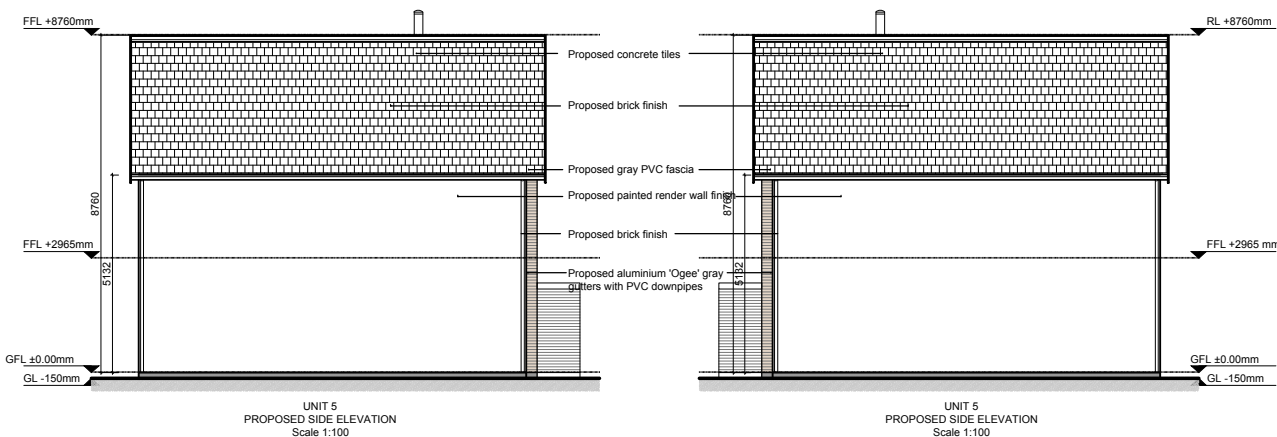 FFL +8760mm
RL +8760mm
Proposed concrete tiles
Proposed brick finish
Proposed gray PVC fascia
Proposed painted render wall finish
8760
8760
FFL +2965mm
Proposed brick finish
FFL +2965 mm
5132
5132
Proposed aluminium 'Ogee' gray
gutters with PVC downpipes
GFL ±0.00mm
GFL ±0.00mm
GL -150mm
GL -150mm
UNIT 5
PROPOSED SIDE ELEVATION
Scale 1:100
UNIT 5
PROPOSED SIDE ELEVATION
Scale 1:100